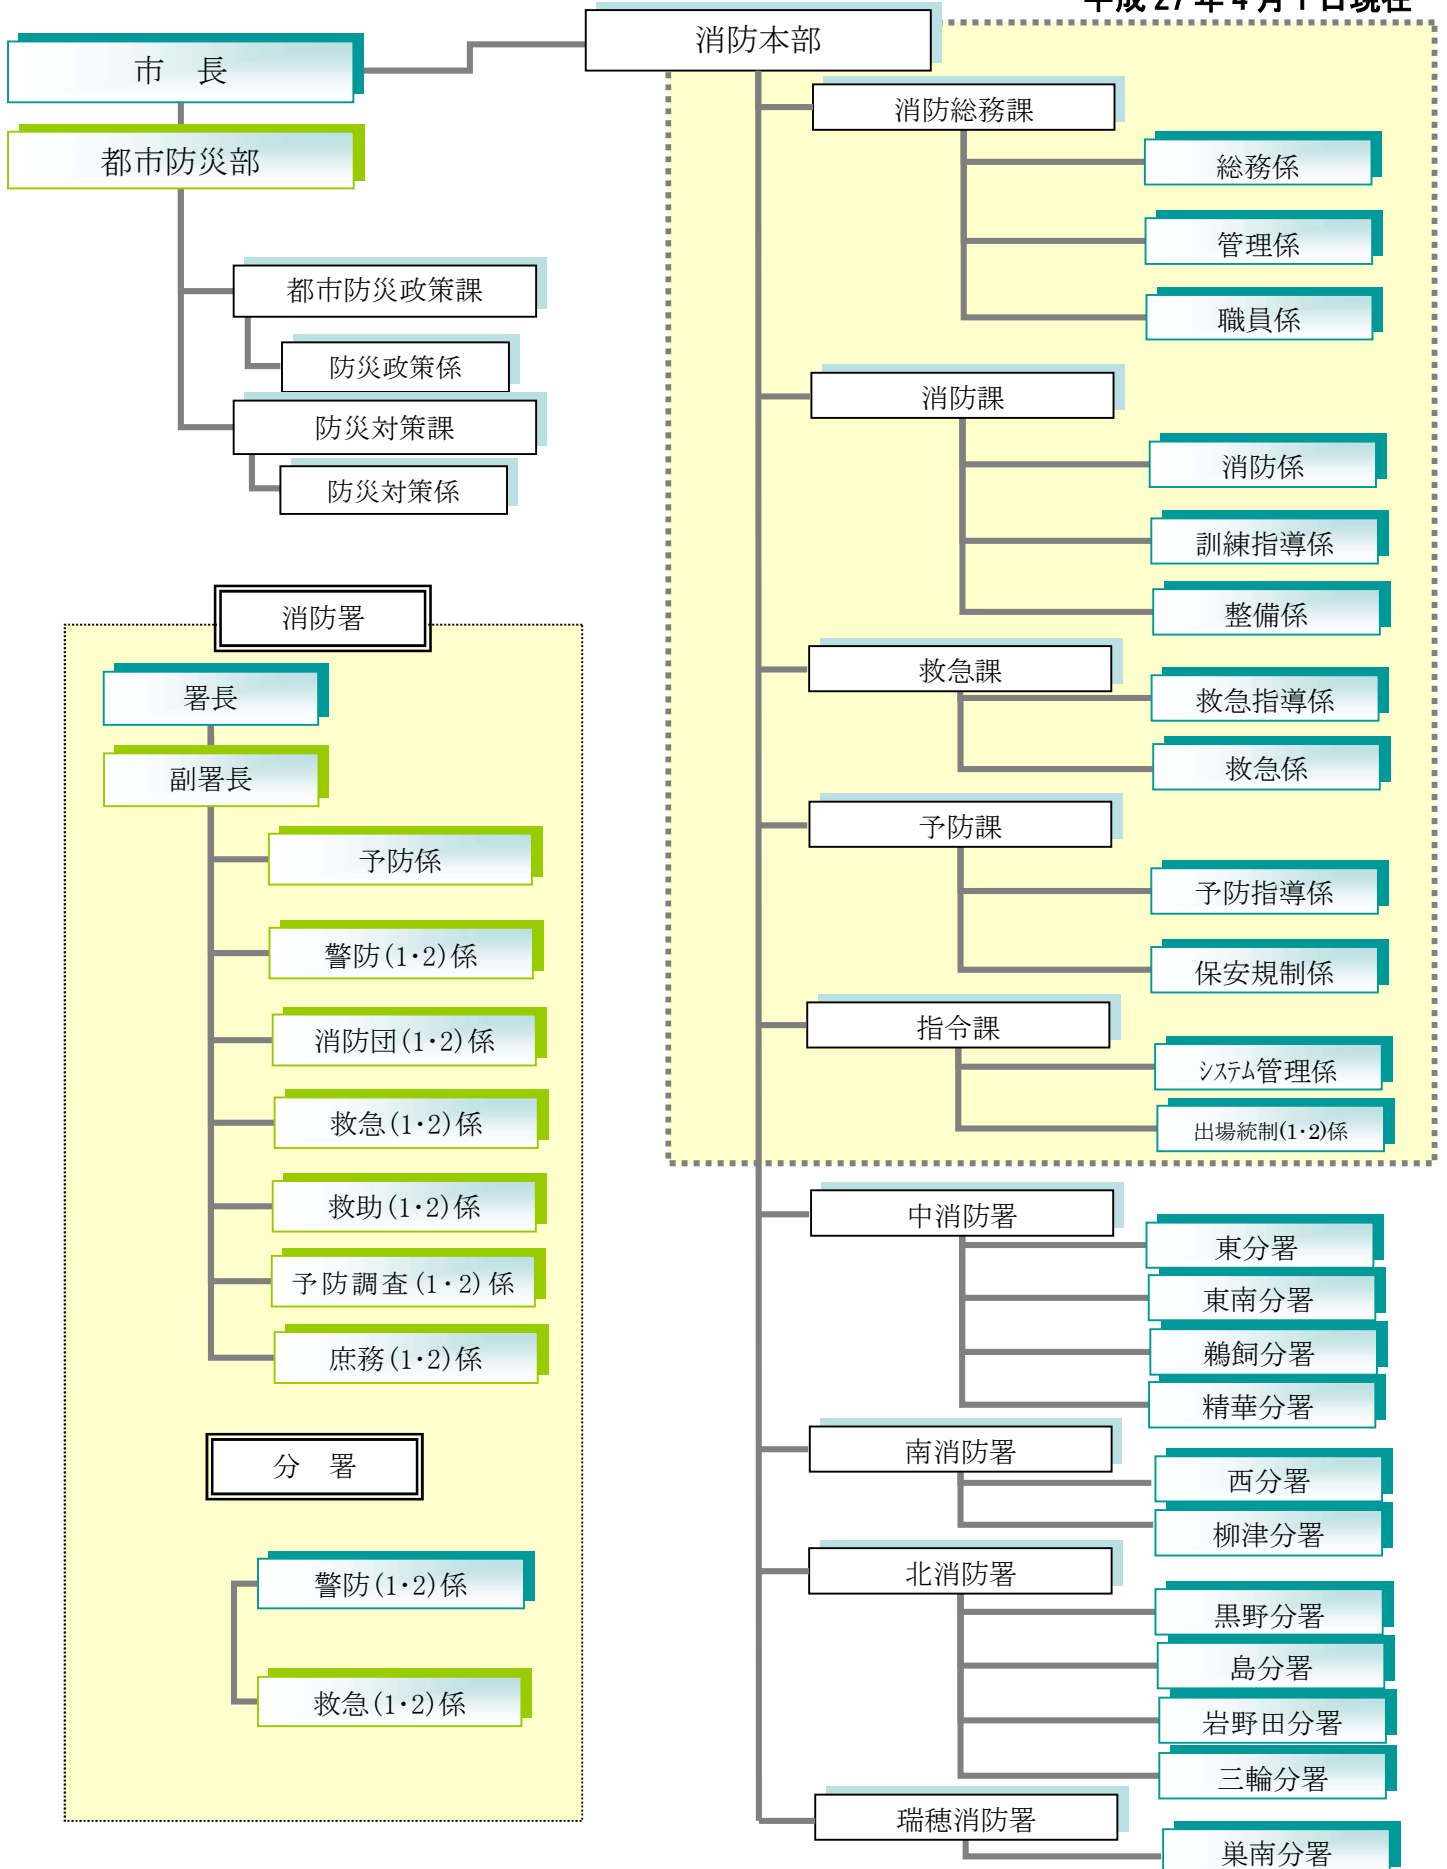 平成27年4月1日現在
消防本部
市　長
都市防災部
都市防災政策課
防災政策係
防災対策課
防災対策係
消防総務課
総務係
管理係
職員係
消防課
消防係
訓練指導係
整備係
救急課
救急指導係
救急係
予防課
予防指導係
保安規制係
指令課
システム管理係
出場統制(1・2)係
中消防署
東分署
東南分署
鵜飼分署
精華分署
南消防署
西分署
柳津分署
北消防署
黒野分署
島分署
岩野田分署
三輪分署
瑞穂消防署
巣南分署
消防署
署長
副署長
予防係
警防(1・2)係
消防団(1・2)係
救急(1・2)係
救助(1・2)係
予防調査(1・2)係
庶務(1・2)係
分　署
警防(1・2)係
救急(1・2)係